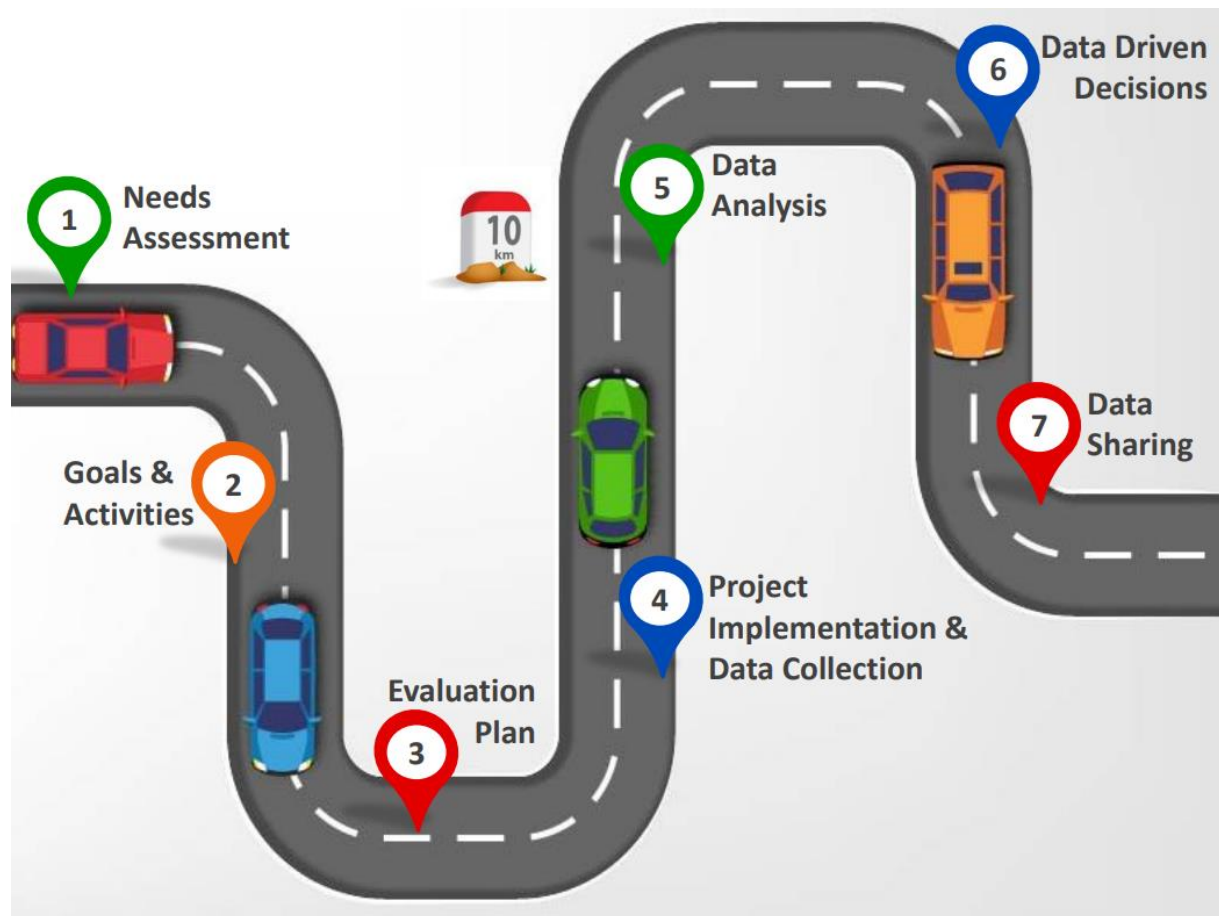 1
Needs
Assessment
2
Goals &
Activities
3
Evaluation
Plan
4
Project
Implementation &
Data Collection
5
Data
Analysis
6
Data Driven
Decisions
7
Data
Sharing
10
km